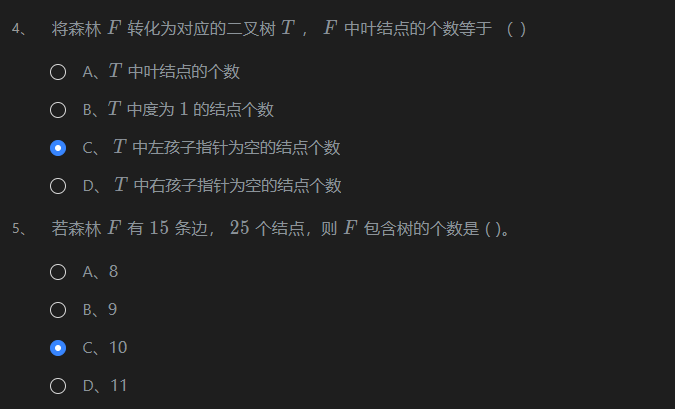 4、 将森林 F 转化为对应的二叉树 T ， F 中叶结点的个数等于 （ ）
A、T 中叶结点的个数
B、T 中度为 1 的结点个数
C、 T 中左孩子指针为空的结点个数
D、 T 中右孩子指针为空的结点个数
5、 若森林 F 有 15 条边， 25 个结点，则 F 包含树的个数是 ( )。
A、8
B、9
C、10
D、11